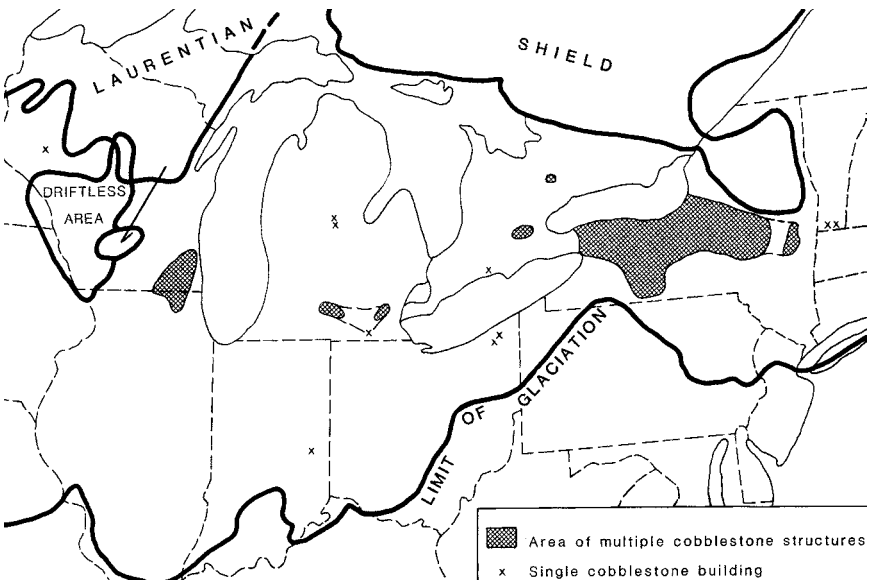 LAURENTIAN
SHIELD
DRIFTLESS
AREA
LIMIT OF GLACIATION
Area of multiple cobblestone structures
x Single cobblestone building